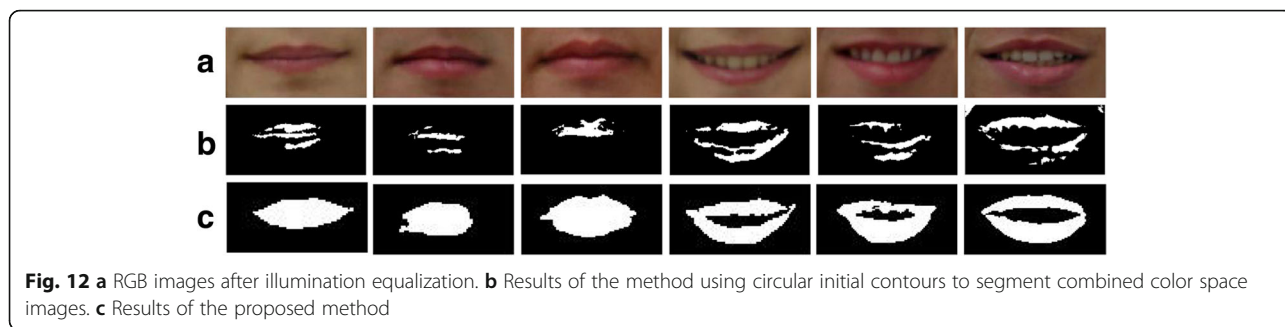 a
b
c
Fig. 12 a RGB images after illumination equalization. b Results of the method using circular initial contours to segment combined color space
images. c Results of the proposed method